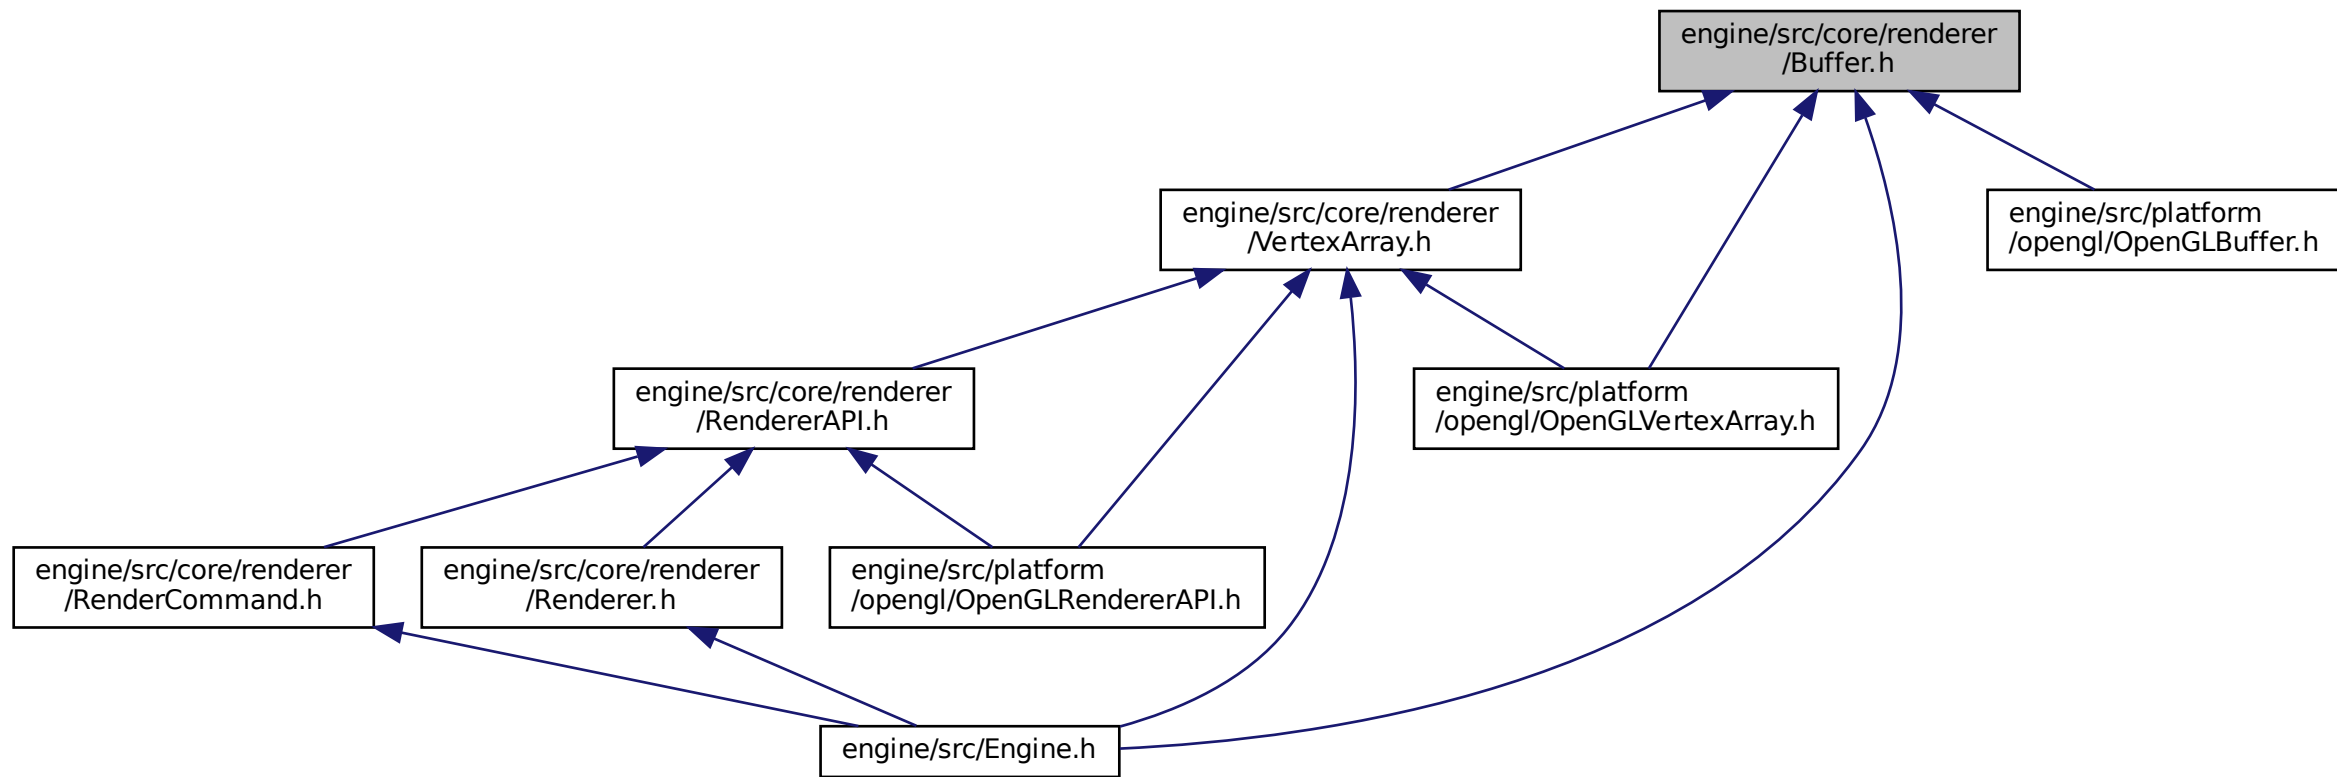 engine/src/core/renderer
/Buffer.h
engine/src/core/renderer
/VertexArray.h
engine/src/platform
/opengl/OpenGLBuffer.h
engine/src/core/renderer
/RendererAPI.h
engine/src/platform
/opengl/OpenGLVertexArray.h
engine/src/core/renderer
/RenderCommand.h
engine/src/core/renderer
/Renderer.h
engine/src/platform
/opengl/OpenGLRendererAPI.h
engine/src/Engine.h